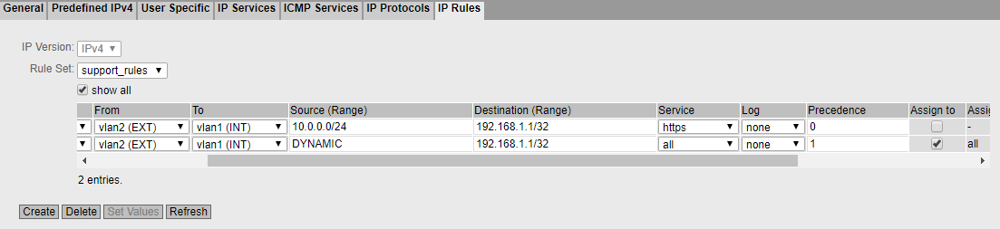 General Predefined IPv4 User Specific IP Services ICMP Services IP Protocols IP Rules
IP Version: IPv4
Rule Set: support_rules
show all
From To Source (Range) Destination (Range) Service Log Precedence Assign to Assig
vlan2 (EXT) vlan1 (INT) 10.0.0.0/24 192.168.1.1/32 https none 0 -
vlan2 (EXT) vlan1 (INT) DYNAMIC 192.168.1.1/32 all none 1 all
2 entries.
Create Delete Set Values Refresh